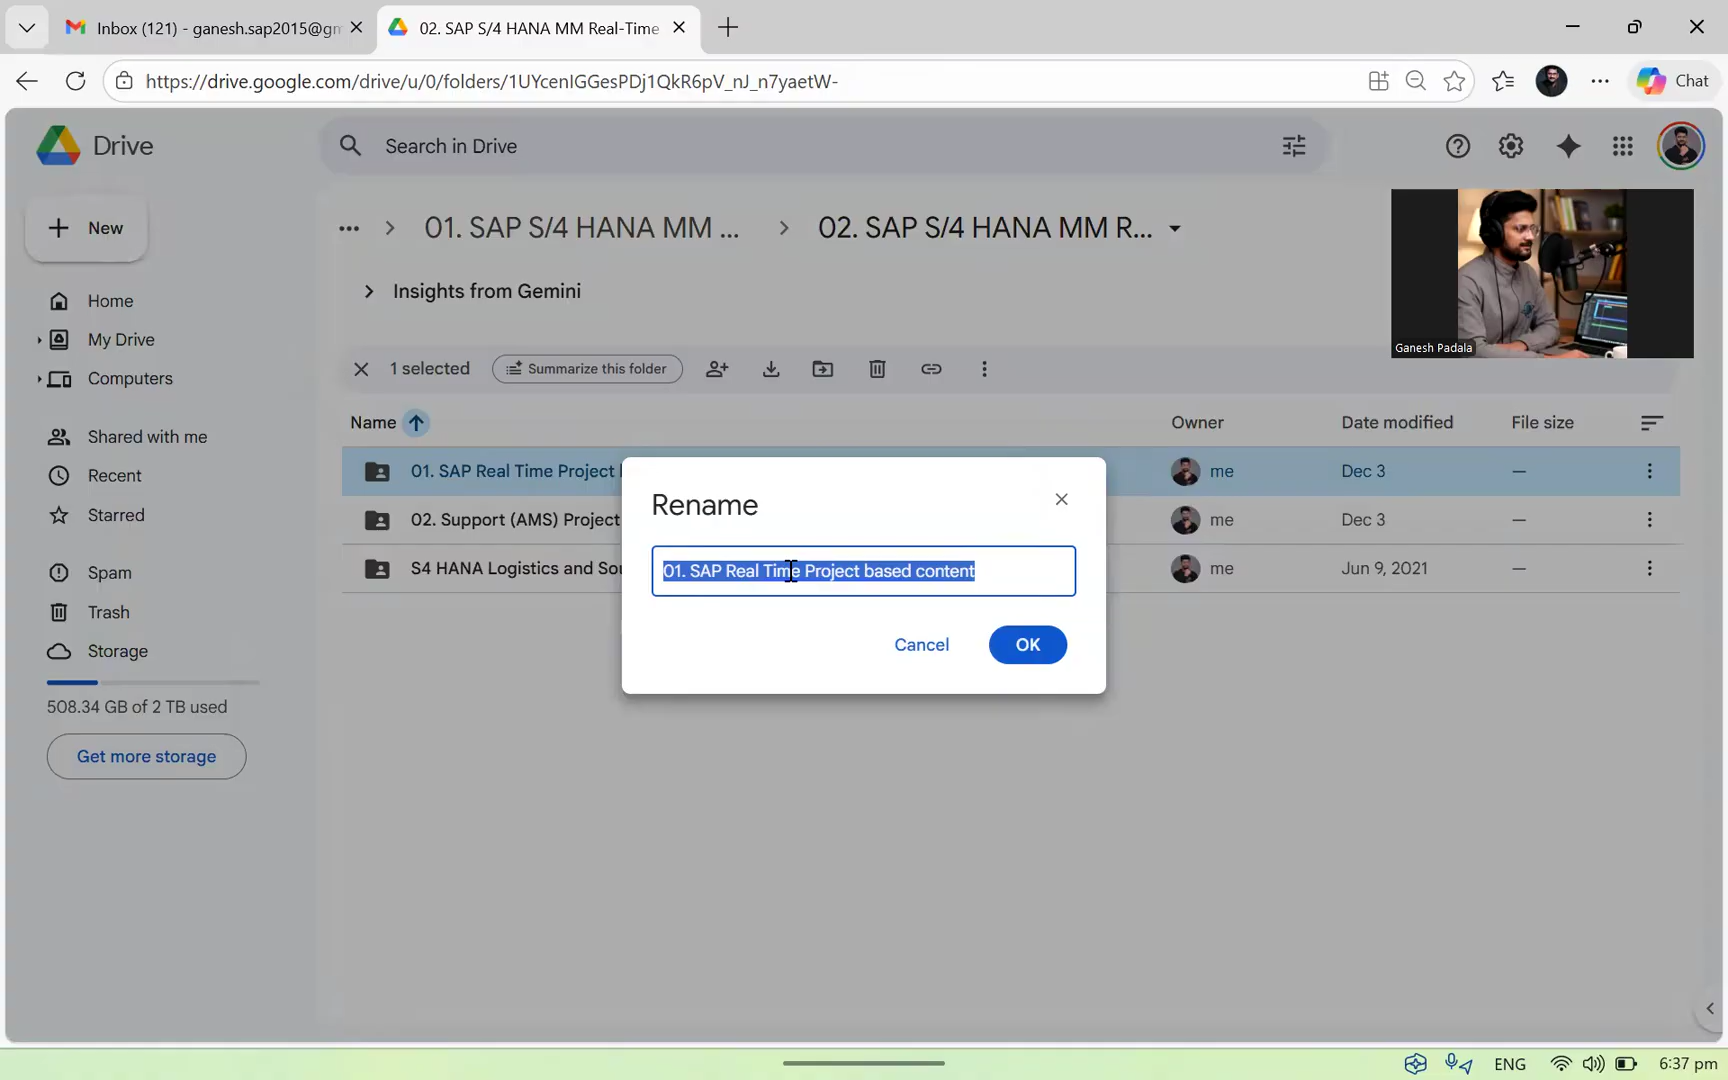 Inbox (121) - ganesh.sap2015@gm
02. SAP S/4 HANA MM Real-Time
https://drive.google.com/drive/u/0/folders/1UYcenIGGesPDj1QkR6pV_nJ_n7yaetW-
Chat
Drive
Search in Drive
New
01. SAP S/4 HANA MM ...
02. SAP S/4 HANA MM R...
Insights from Gemini
Ganesh Padala
Home
My Drive
Computers
Shared with me
Recent
Starred
Spam
Trash
Storage
508.34 GB of 2 TB used
Get more storage
1 selected
Summarize this folder
Name Owner Date modified File size
01. SAP Real Time Project me Dec 3 —
02. Support (AMS) Project me Dec 3 —
S4 HANA Logistics and Sou me Jun 9, 2021 —
Rename
01. SAP Real Time Project based content
Cancel
OK
ENG
6:37 pm